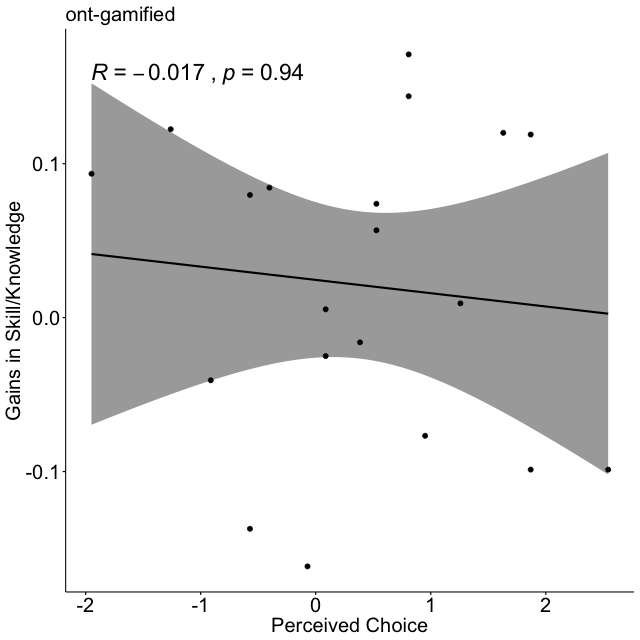 ont-gamified
R = −0.017 , p = 0.94
0.1
0.0
-0.1
Gains in Skill/Knowledge
-2 -1 0 1 2
Perceived Choice